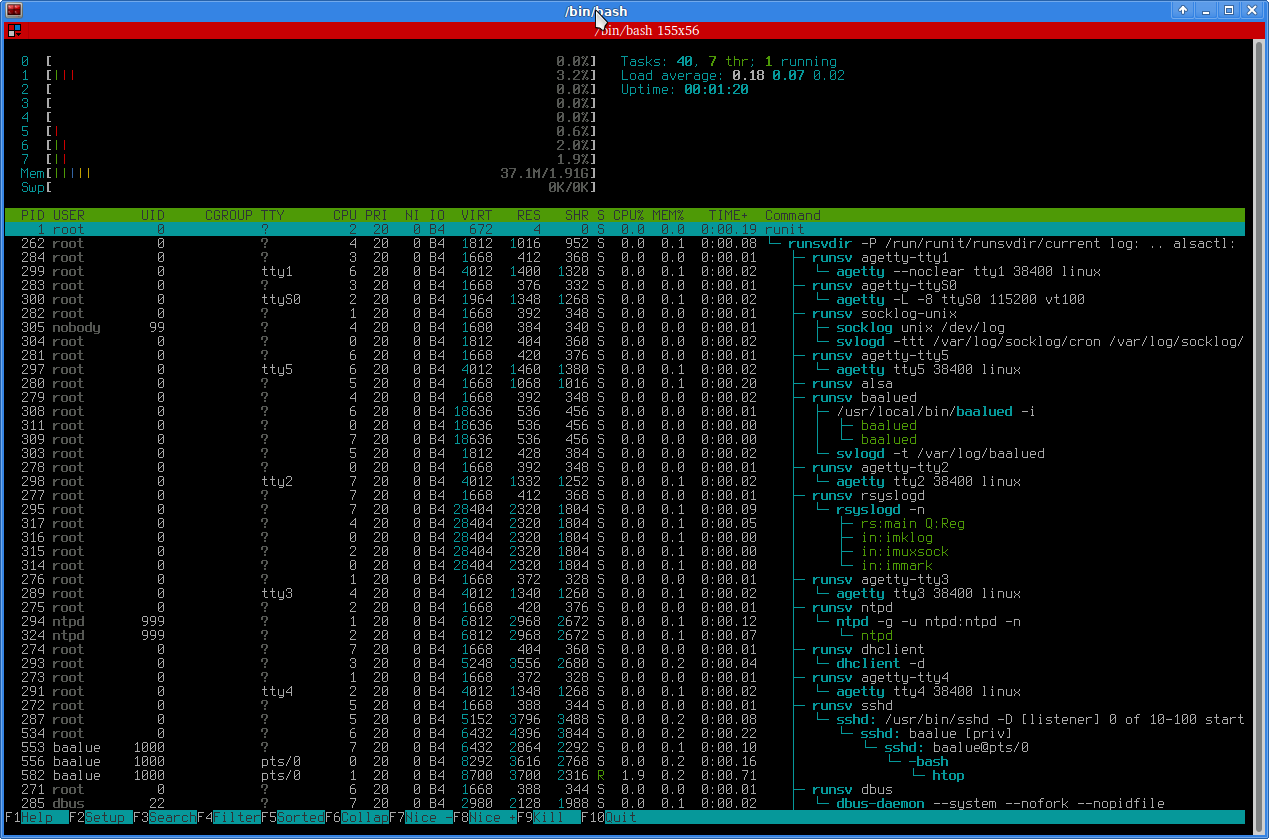 /bin/bash
/bin/bash 155x56
0 [ 0.0%] Tasks: 40, 7 thr; 1 running
1 [||| 3.2%] Load average: 0.18 0.07 0.02
2 [ 0.0%] Uptime: 00:01:20
3 [ 0.0%]
4 [ 0.0%]
5 [| 0.6%]
6 [|| 2.0%]
7 [|| 1.9%]
Mem[||||| 37.1M/1.91G]
Swp[ 0K/0K]
PID USER UID CGROUP TTY CPU PRI NI IO VIRT RES SHR S CPU% MEM% TIME+ Command
1 root 0 ? 2 20 0 B4 672 4 0 S 0.0 0.0 0:00.19 runit
262 root 0 ? 4 20 0 B4 1812 1016 952 S 0.0 0.1 0:00.08 └─ runsvdir -P /run/runit/runsvdir/current log: .. alsactl:
284 root 0 ? 3 20 0 B4 1668 412 368 S 0.0 0.0 0:00.01 ├─ runsv agetty-tty1
299 root 0 tty1 6 20 0 B4 4012 1400 1320 S 0.0 0.1 0:00.02 │ └─ agetty --noclear tty1 38400 linux
283 root 0 ? 3 20 0 B4 1668 376 332 S 0.0 0.0 0:00.01 ├─ runsv agetty-ttyS0
300 root 0 ttyS0 2 20 0 B4 1964 1348 1268 S 0.0 0.1 0:00.02 │ └─ agetty -L -8 ttyS0 115200 vt100
282 root 0 ? 1 20 0 B4 1668 392 348 S 0.0 0.0 0:00.01 ├─ runsv socklog-unix
305 nobody 99 ? 4 20 0 B4 1680 384 340 S 0.0 0.0 0:00.01 │ ├─ socklog unix /dev/log
304 root 0 ? 0 20 0 B4 1812 404 360 S 0.0 0.0 0:00.02 │ └─ svlogd -ttt /var/log/socklog/cron /var/log/socklog/
281 root 0 ? 6 20 0 B4 1668 420 376 S 0.0 0.0 0:00.01 ├─ runsv agetty-tty5
297 root 0 tty5 6 20 0 B4 4012 1460 1380 S 0.0 0.1 0:00.02 │ └─ agetty tty5 38400 linux
280 root 0 ? 5 20 0 B4 1668 1068 1016 S 0.0 0.1 0:00.20 ├─ runsv alsa
279 root 0 ? 4 20 0 B4 1668 392 348 S 0.0 0.0 0:00.02 ├─ runsv baalued
308 root 0 ? 6 20 0 B4 18636 536 456 S 0.0 0.0 0:00.01 │ ├─ /usr/local/bin/baalued -i
311 root 0 ? 0 20 0 B4 18636 536 456 S 0.0 0.0 0:00.00 │ │ ├─ baalued
309 root 0 ? 7 20 0 B4 18636 536 456 S 0.0 0.0 0:00.00 │ │ └─ baalued
303 root 0 ? 5 20 0 B4 1812 428 384 S 0.0 0.0 0:00.02 │ └─ svlogd -t /var/log/baalued
278 root 0 ? 0 20 0 B4 1668 392 348 S 0.0 0.0 0:00.01 ├─ runsv agetty-tty2
298 root 0 tty2 7 20 0 B4 4012 1332 1252 S 0.0 0.1 0:00.02 │ └─ agetty tty2 38400 linux
277 root 0 ? 7 20 0 B4 1668 412 368 S 0.0 0.0 0:00.01 ├─ runsv rsyslogd
295 root 0 ? 7 20 0 B4 28404 2320 1804 S 0.0 0.1 0:00.09 │ └─ rsyslogd -n
317 root 0 ? 4 20 0 B4 28404 2320 1804 S 0.0 0.1 0:00.05 │ ├─ rs:main Q:Reg
316 root 0 ? 0 20 0 B4 28404 2320 1804 S 0.0 0.1 0:00.00 │ ├─ in:imklog
315 root 0 ? 2 20 0 B4 28404 2320 1804 S 0.0 0.1 0:00.00 │ ├─ in:imuxsock
314 root 0 ? 0 20 0 B4 28404 2320 1804 S 0.0 0.1 0:00.00 │ └─ in:immark
276 root 0 ? 1 20 0 B4 1668 372 328 S 0.0 0.0 0:00.01 ├─ runsv agetty-tty3
289 root 0 tty3 4 20 0 B4 4012 1340 1260 S 0.0 0.1 0:00.02 │ └─ agetty tty3 38400 linux
275 root 0 ? 2 20 0 B4 1668 420 376 S 0.0 0.0 0:00.01 ├─ runsv ntpd
294 ntpd 999 ? 1 20 0 B4 6812 2968 2672 S 0.0 0.1 0:00.12 │ └─ ntpd -g -u ntpd:ntpd -n
324 ntpd 999 ? 2 20 0 B4 6812 2968 2672 S 0.0 0.1 0:00.07 │ └─ ntpd
274 root 0 ? 7 20 0 B4 1668 404 360 S 0.0 0.0 0:00.01 ├─ runsv dhclient
293 root 0 ? 3 20 0 B4 5248 3556 2680 S 0.0 0.2 0:00.04 │ └─ dhclient -d
273 root 0 ? 1 20 0 B4 1668 372 328 S 0.0 0.0 0:00.01 ├─ runsv agetty-tty4
291 root 0 tty4 2 20 0 B4 4012 1348 1268 S 0.0 0.1 0:00.02 │ └─ agetty tty4 38400 linux
272 root 0 ? 5 20 0 B4 1668 388 344 S 0.0 0.0 0:00.01 ├─ runsv sshd
287 root 0 ? 5 20 0 B4 5152 3796 3488 S 0.0 0.2 0:00.08 │ └─ sshd: /usr/bin/sshd -D [listener] 0 of 10-100 start
534 root 0 ? 6 20 0 B4 6432 4396 3844 S 0.0 0.2 0:00.22 │ └─ sshd: baalue [priv]
553 baalue 1000 ? 7 20 0 B4 6432 2864 2292 S 0.0 0.1 0:00.10 │ └─ sshd: baalue@pts/0
556 baalue 1000 pts/0 0 20 0 B4 8292 3616 2768 S 0.0 0.2 0:00.16 │ └─ -bash
582 baalue 1000 pts/0 1 20 0 B4 8700 3700 2316 R 1.9 0.2 0:00.71 │ └─ htop
271 root 0 ? 6 20 0 B4 1668 388 344 S 0.0 0.0 0:00.01 ├─ runsv dbus
285 dbus 22 ? 7 20 0 B4 2980 2128 1988 S 0.0 0.1 0:00.02 │ └─ dbus-daemon --system --nofork --nopidfile
F1Help F2Setup F3SearchF4FilterF5SortedF6CollapF7Nice -F8Nice +F9Kill F10Quit